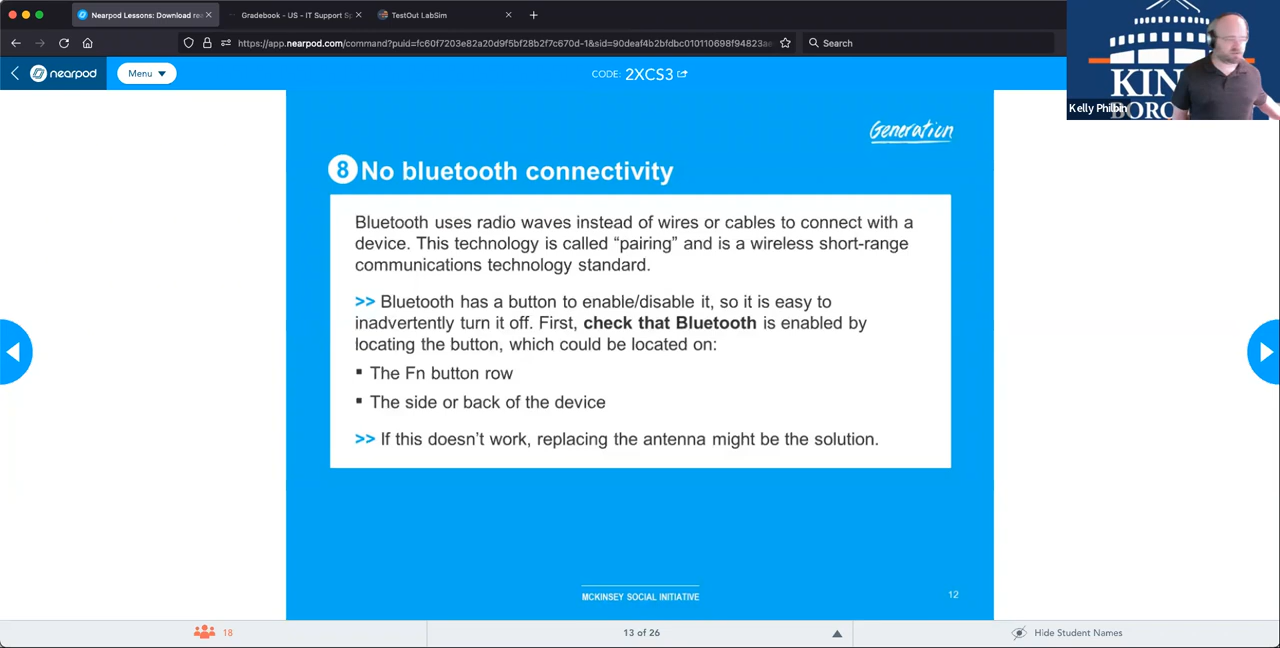 Nearpod Lessons: Download rea
Gradebook - US - IT Support Sp
TestOut LabSim
https://app.nearpod.com/command?puid=fc60f7203e82a20d9f5bf28b2f7c670d-1&sid=90deaf4b2bfdbc010110698f94823a
Search
nearpod
Menu
CODE: 2XCS3
KIN
BORO
Kelly Philbin
Generation
8 No bluetooth connectivity
Bluetooth uses radio waves instead of wires or cables to connect with a
device. This technology is called “pairing” and is a wireless short-range
communications technology standard.
>> Bluetooth has a button to enable/disable it, so it is easy to
inadvertently turn it off. First, check that Bluetooth is enabled by
locating the button, which could be located on:
▪ The Fn button row
▪ The side or back of the device
>> If this doesn’t work, replacing the antenna might be the solution.
MCKINSEY SOCIAL INITIATIVE
12
18
13 of 26
Hide Student Names